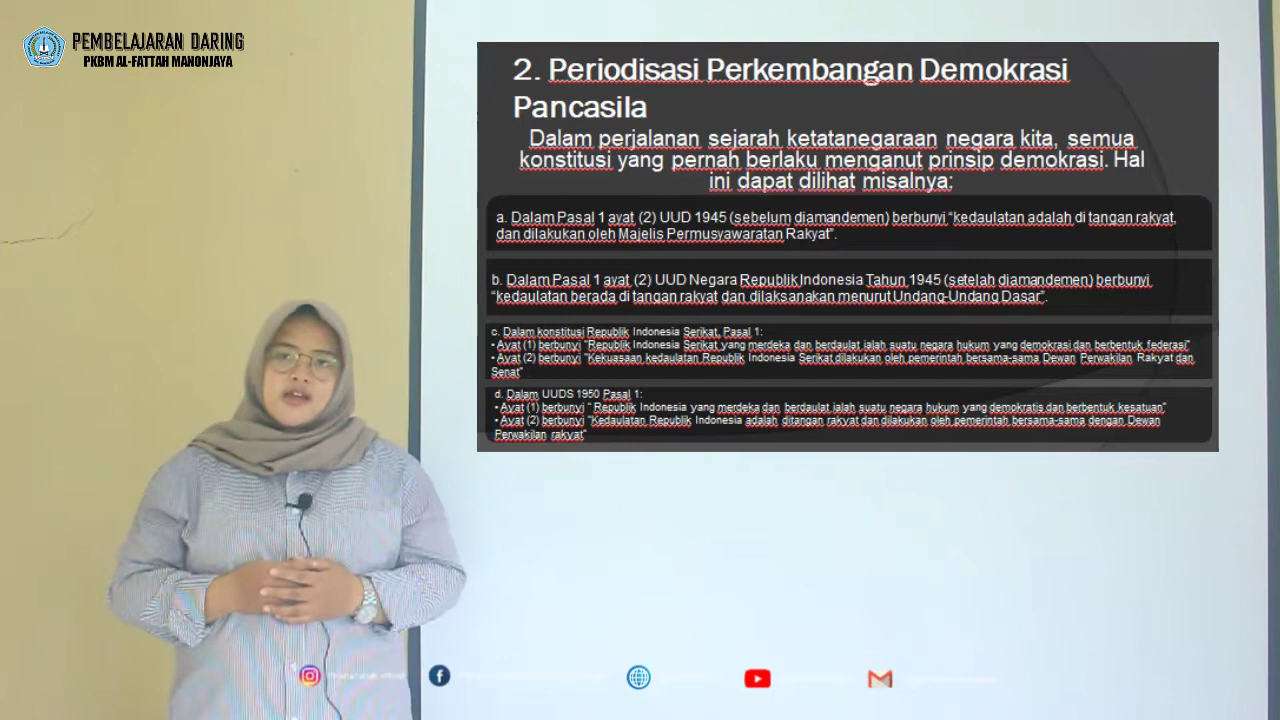 PEMBELAJARAN DARING
PKBM AL-FATTAH MANONJAYA
2. Periodisasi Perkembangan Demokrasi
Pancasila
Dalam perjalanan sejarah ketatanegaraan negara kita, semua
konstitusi yang pernah berlaku menganut prinsip demokrasi. Hal
ini dapat dilihat misalnya:
a. Dalam Pasal 1 ayat (2) UUD 1945 (sebelum diamandemen) berbunyi “kedaulatan adalah di tangan rakyat,
dan dilakukan oleh Majelis Permusyawaratan Rakyat”.
b. Dalam Pasal 1 ayat (2) UUD Negara Republik Indonesia Tahun 1945 (setelah diamandemen) berbunyi
“kedaulatan berada di tangan rakyat dan dilaksanakan menurut Undang-Undang Dasar”.
c. Dalam konstitusi Republik Indonesia Serikat, Pasal 1:
• Ayat (1) berbunyi “Republik Indonesia Serikat yang merdeka dan berdaulat ialah suatu negara hukum yang demokrasi dan berbentuk federasi”
• Ayat (2) berbunyi “Kekuasaan kedaulatan Republik Indonesia Serikat dilakukan oleh pemerintah bersama-sama Dewan Perwakilan Rakyat dan
Senat”
d. Dalam UUDS 1950 Pasal 1:
• Ayat (1) berbunyi “ Republik Indonesia yang merdeka dan berdaulat ialah suatu negara hukum yang demokratis dan berbentuk kesatuan”
• Ayat (2) berbunyi “Kedaulatan Republik Indonesia adalah ditangan rakyat dan dilakukan oleh pemerintah bersama-sama dengan Dewan
Perwakilan rakyat”